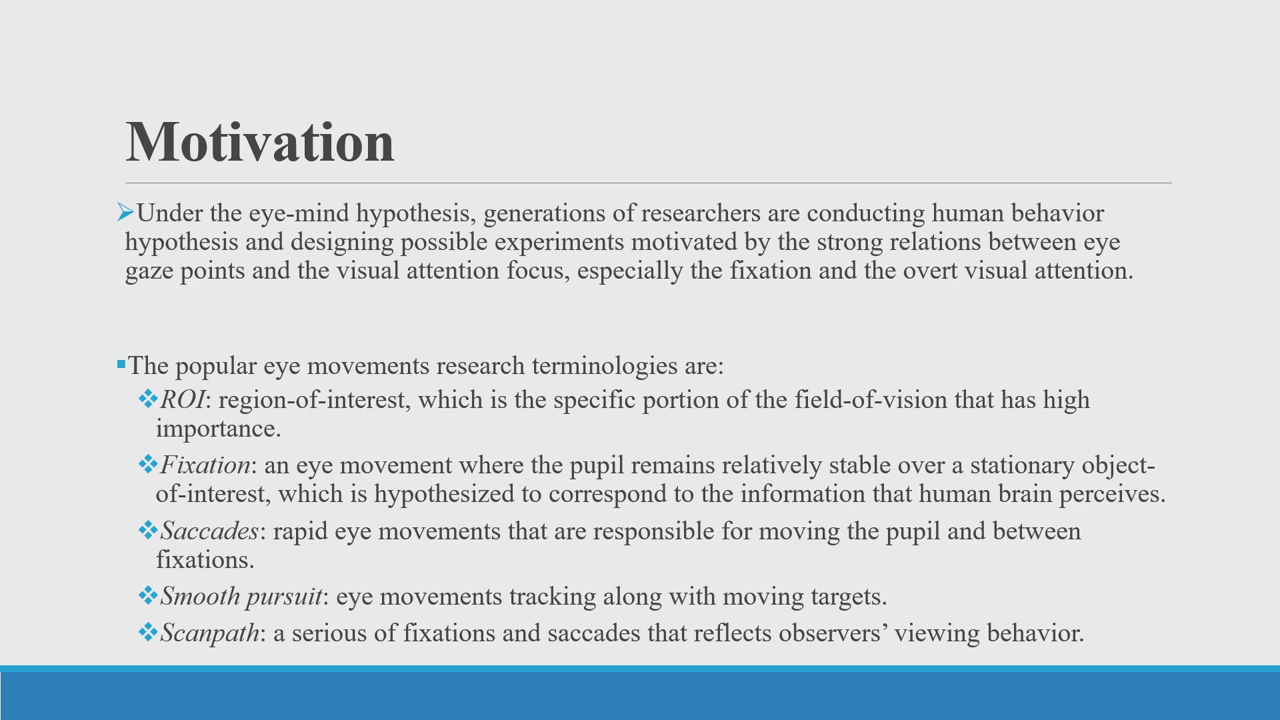 Motivation
Under the eye-mind hypothesis, generations of researchers are conducting human behavior
hypothesis and designing possible experiments motivated by the strong relations between eye
gaze points and the visual attention focus, especially the fixation and the overt visual attention.
The popular eye movements research terminologies are:
ROI: region-of-interest, which is the specific portion of the field-of-vision that has high
importance.
Fixation: an eye movement where the pupil remains relatively stable over a stationary object-
of-interest, which is hypothesized to correspond to the information that human brain perceives.
Saccades: rapid eye movements that are responsible for moving the pupil and between
fixations.
Smooth pursuit: eye movements tracking along with moving targets.
Scanpath: a serious of fixations and saccades that reflects observers’ viewing behavior.